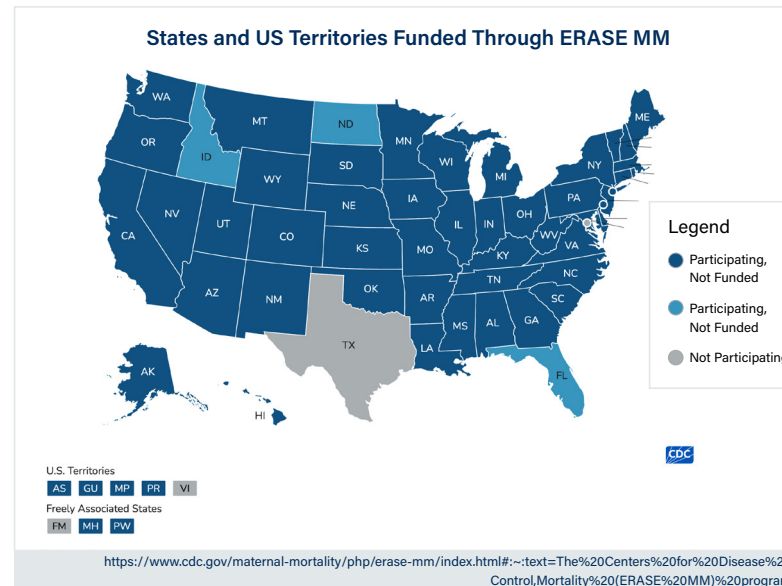 States and US Territories Funded Through ERASE MM
WA
MT
ND
MN
ME
OR
ID
SD
WI
NY
WY
MI
NE
IA
PA
NV
UT
IL
IN
OH
CO
WV
CA
KS
MO
VA
KY
NC
TN
AZ
NM
OK
AR
SC
MS
AL
GA
TX
LA
FL
AK
HI
Legend
Participating,
Not Funded
Participating,
Not Funded
Not Participating
CDC
U.S. Territories
AS GU MP PR VI
Freely Associated States
FM MH PW
https://www.cdc.gov/maternal-mortality/php/erase-mm/index.html#:~:text=The%20Centers%20for%20Disease%2
Control,Mortality%20(ERASE%20MM)%20progra